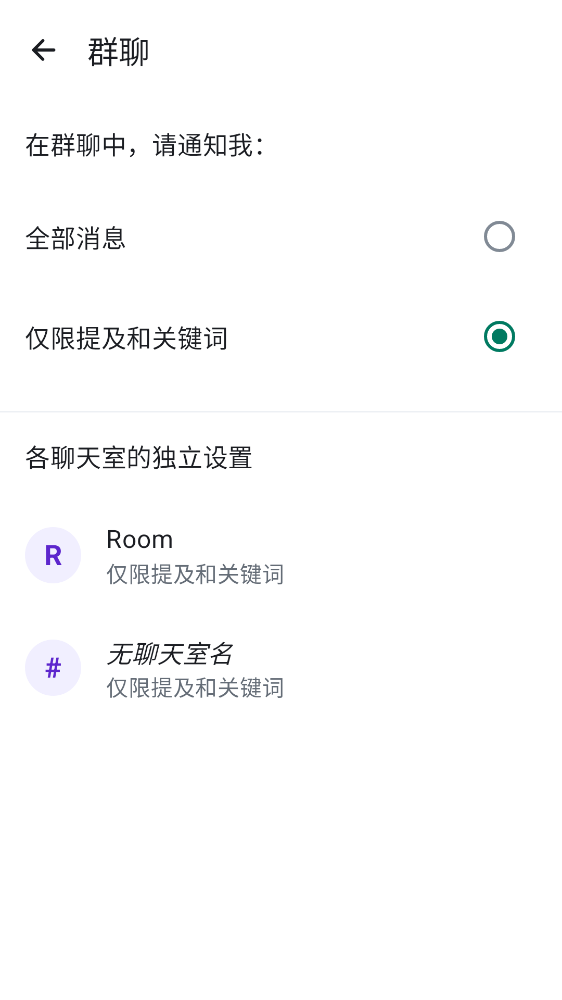 群聊
在群聊中，请通知我：
全部消息
仅限提及和关键词
各聊天室的独立设置
R
Room
仅限提及和关键词
#
无聊天室名
仅限提及和关键词